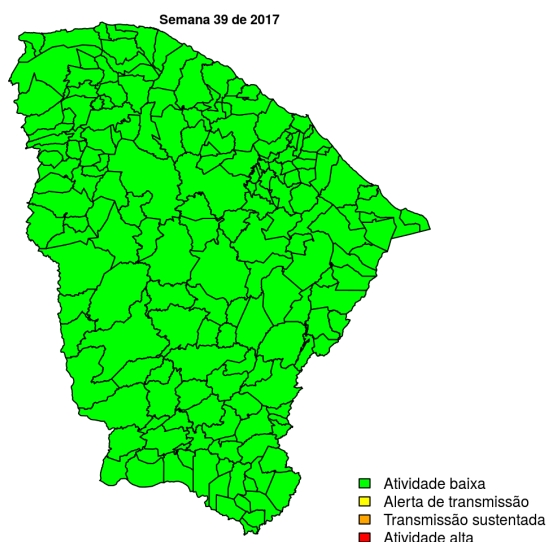 Semana 39 de 2017
Atividade baixa
Alerta de transmissão
Transmissão sustentada
Atividade alta